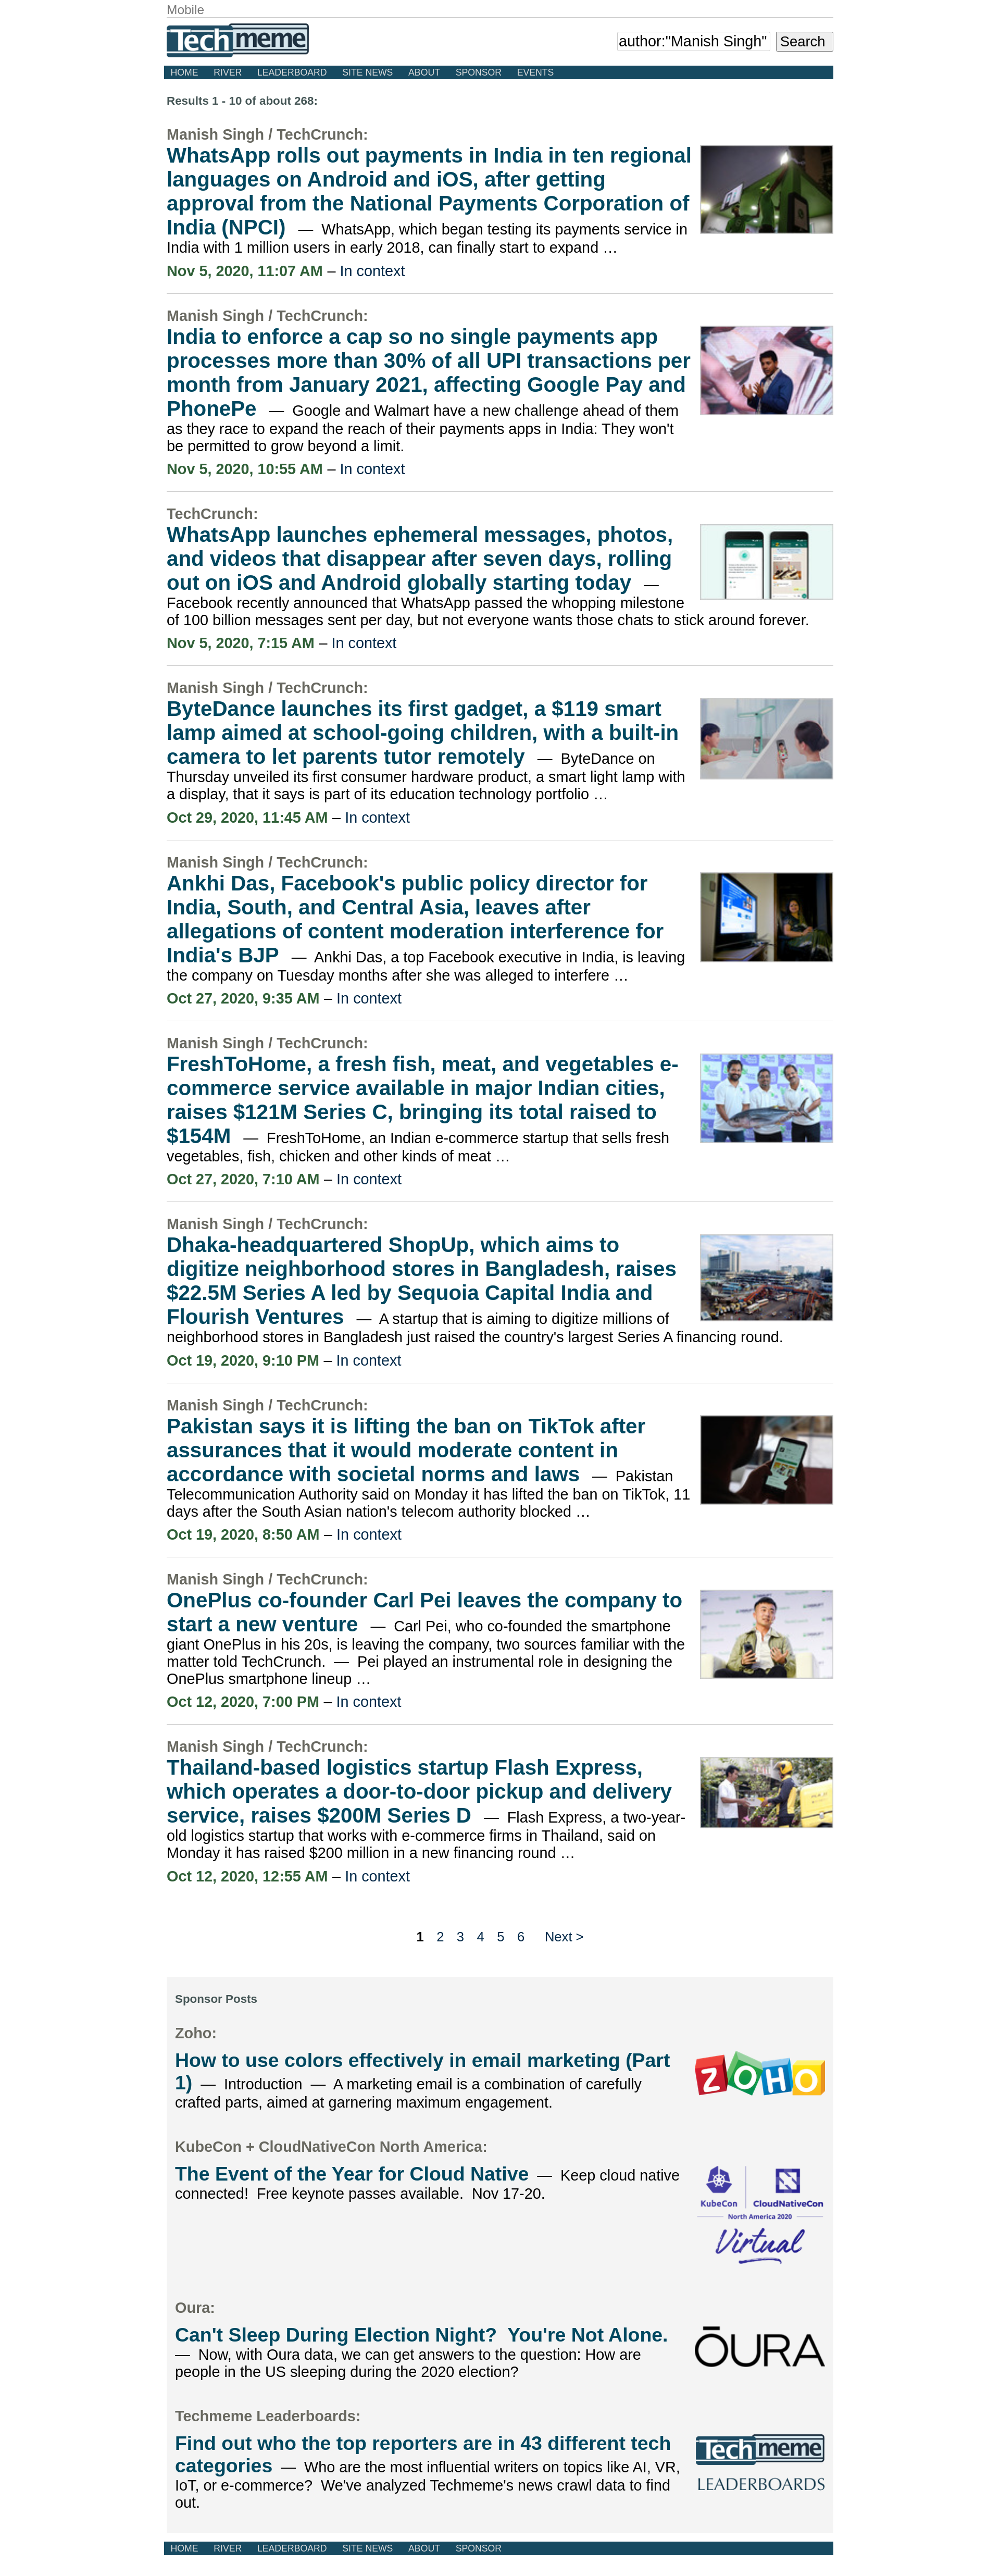 Mobile
Techmeme
author:"Manish Singh" Search
HOME RIVER LEADERBOARD SITE NEWS ABOUT SPONSOR EVENTS
Results 1 - 10 of about 268:
Manish Singh / TechCrunch:
WhatsApp rolls out payments in India in ten regional
languages on Android and iOS, after getting
approval from the National Payments Corporation of
India (NPCI) — WhatsApp, which began testing its payments service in
India with 1 million users in early 2018, can finally start to expand …
Nov 5, 2020, 11:07 AM – In context
Manish Singh / TechCrunch:
India to enforce a cap so no single payments app
processes more than 30% of all UPI transactions per
month from January 2021, affecting Google Pay and
PhonePe — Google and Walmart have a new challenge ahead of them
as they race to expand the reach of their payments apps in India: They won't
be permitted to grow beyond a limit.
Nov 5, 2020, 10:55 AM – In context
TechCrunch:
WhatsApp launches ephemeral messages, photos,
and videos that disappear after seven days, rolling
out on iOS and Android globally starting today —
Facebook recently announced that WhatsApp passed the whopping milestone
of 100 billion messages sent per day, but not everyone wants those chats to stick around forever.
Nov 5, 2020, 7:15 AM – In context
Manish Singh / TechCrunch:
ByteDance launches its first gadget, a $119 smart
lamp aimed at school-going children, with a built-in
camera to let parents tutor remotely — ByteDance on
Thursday unveiled its first consumer hardware product, a smart light lamp with
a display, that it says is part of its education technology portfolio …
Oct 29, 2020, 11:45 AM – In context
Manish Singh / TechCrunch:
Ankhi Das, Facebook's public policy director for
India, South, and Central Asia, leaves after
allegations of content moderation interference for
India's BJP — Ankhi Das, a top Facebook executive in India, is leaving
the company on Tuesday months after she was alleged to interfere …
Oct 27, 2020, 9:35 AM – In context
Manish Singh / TechCrunch:
FreshToHome, a fresh fish, meat, and vegetables e-
commerce service available in major Indian cities,
raises $121M Series C, bringing its total raised to
$154M — FreshToHome, an Indian e-commerce startup that sells fresh
vegetables, fish, chicken and other kinds of meat …
Oct 27, 2020, 7:10 AM – In context
Manish Singh / TechCrunch:
Dhaka-headquartered ShopUp, which aims to
digitize neighborhood stores in Bangladesh, raises
$22.5M Series A led by Sequoia Capital India and
Flourish Ventures — A startup that is aiming to digitize millions of
neighborhood stores in Bangladesh just raised the country's largest Series A financing round.
Oct 19, 2020, 9:10 PM – In context
Manish Singh / TechCrunch:
Pakistan says it is lifting the ban on TikTok after
assurances that it would moderate content in
accordance with societal norms and laws — Pakistan
Telecommunication Authority said on Monday it has lifted the ban on TikTok, 11
days after the South Asian nation's telecom authority blocked …
Oct 19, 2020, 8:50 AM – In context
Manish Singh / TechCrunch:
OnePlus co-founder Carl Pei leaves the company to
start a new venture — Carl Pei, who co-founded the smartphone
giant OnePlus in his 20s, is leaving the company, two sources familiar with the
matter told TechCrunch. — Pei played an instrumental role in designing the
OnePlus smartphone lineup …
Oct 12, 2020, 7:00 PM – In context
Manish Singh / TechCrunch:
Thailand-based logistics startup Flash Express,
which operates a door-to-door pickup and delivery
service, raises $200M Series D — Flash Express, a two-year-
old logistics startup that works with e-commerce firms in Thailand, said on
Monday it has raised $200 million in a new financing round …
Oct 12, 2020, 12:55 AM – In context
1 2 3 4 5 6 Next >
Sponsor Posts
Zoho:
How to use colors effectively in email marketing (Part
1) — Introduction — A marketing email is a combination of carefully
crafted parts, aimed at garnering maximum engagement.
ZOHO
KubeCon + CloudNativeCon North America:
The Event of the Year for Cloud Native — Keep cloud native
connected! Free keynote passes available. Nov 17-20.
KubeCon CloudNativeCon
North America 2020
Virtual
Oura:
Can't Sleep During Election Night? You're Not Alone.
— Now, with Oura data, we can get answers to the question: How are
people in the US sleeping during the 2020 election?
ŌURA
Techmeme Leaderboards:
Find out who the top reporters are in 43 different tech
categories — Who are the most influential writers on topics like AI, VR,
IoT, or e-commerce? We've analyzed Techmeme's news crawl data to find
out.
Techmeme
LEADERBOARDS
HOME RIVER LEADERBOARD SITE NEWS ABOUT SPONSOR